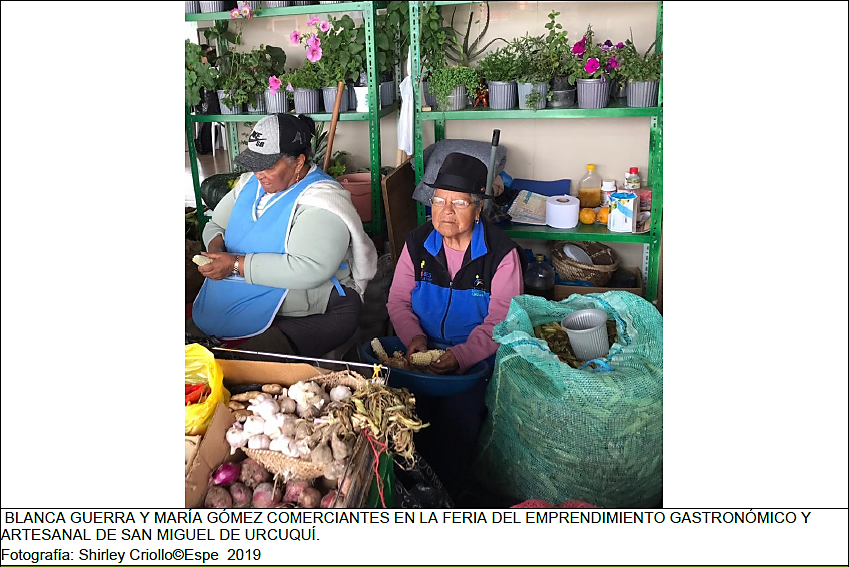 BLANCA GUERRA Y MARÍA GÓMEZ COMERCIANTES EN LA FERIA DEL EMPRENDIMIENTO GASTRONÓMICO Y
ARTESANAL DE SAN MIGUEL DE URCUQUÍ.
Fotografía: Shirley Criollo©Espe 2019